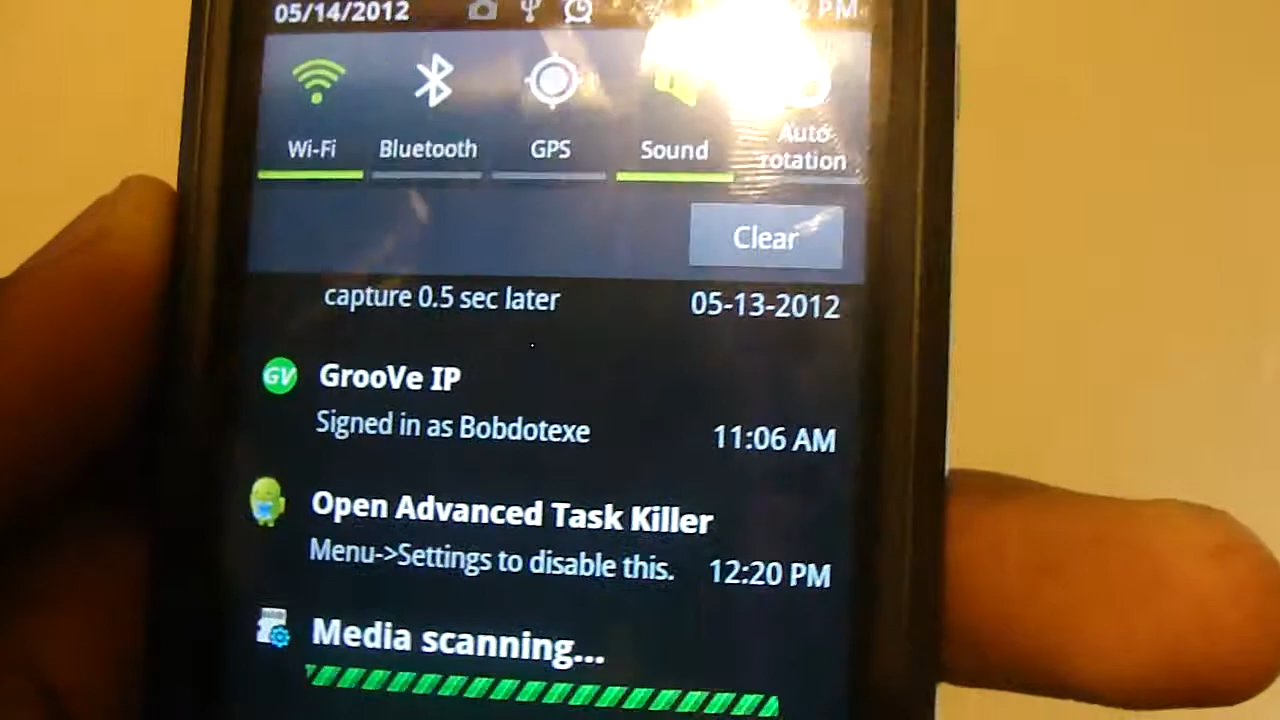 05/14/2012 PM
Wi-Fi Bluetooth GPS Sound Auto rotation
Clear
capture 0.5 sec later 05-13-2012
GV GrooVe IP
Signed in as Bobdotexe 11:06 AM
Open Advanced Task Killer
Menu->Settings to disable this. 12:20 PM
Media scanning...